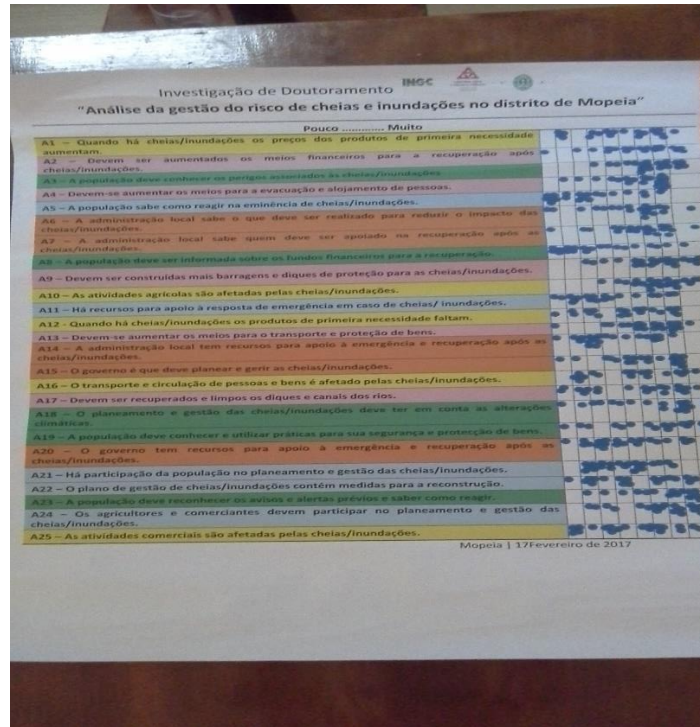 INGC
Investigação de Doutoramento
"Análise da gestão do risco de cheias e inundações no distrito de Mopeia"
Pouco ............ Muito
A1 – Quando há cheias/inundações os preços dos produtos de primeira necessidade
aumentam.
A2 – Devem ser aumentados os meios financeiros para a recuperação após
cheias/inundações.
A3 – A população deve conhecer os perigos associados às cheias/inundações.
A4 – Devem-se aumentar os meios para a evacuação e alojamento de pessoas.
A5 – A população sabe como reagir na eminência de cheias/inundações.
A6 – A administração local sabe o que deve ser realizado para reduzir o impacto das
cheias/inundações.
A7 – A administração local sabe quem deve ser apoiado na recuperação após as
cheias/inundações.
A8 – A população deve ser informada sobre os fundos financeiros para a recuperação.
A9 – Devem ser construídas mais barragens e diques de proteção para as cheias/inundações.
A10 – As atividades agrícolas são afetadas pelas cheias/inundações.
A11 – Há recursos para apoio à resposta de emergência em caso de cheias/ inundações.
A12 - Quando há cheias/inundações os produtos de primeira necessidade faltam.
A13 – Devem-se aumentar os meios para o transporte e proteção de bens.
A14 – A administração local tem recursos para apoio à emergência e recuperação após as
cheias/inundações.
A15 – O governo é que deve planear e gerir as cheias/inundações.
A16 – O transporte e circulação de pessoas e bens é afetado pelas cheias/inundações.
A17 – Devem ser recuperados e limpos os diques e canais dos rios.
A18 – O planeamento e gestão das cheias/inundações deve ter em conta as alterações
climáticas.
A19 – A população deve conhecer e utilizar práticas para sua segurança e protecção de bens.
A20 – O governo tem recursos para apoio à emergência e recuperação após as
cheias/inundações.
A21 – Há participação da população no planeamento e gestão das cheias/inundações.
A22 – O plano de gestão de cheias/inundações contêm medidas para a reconstrução.
A23 – A população deve reconhecer os avisos e alertas prévios e saber como reagir.
A24 – Os agricultores e comerciantes devem participar no planeamento e gestão das
cheias/inundações.
A25 – As atividades comerciais são afetadas pelas cheias/inundações.
Mopeia | 17Fevereiro de 2017